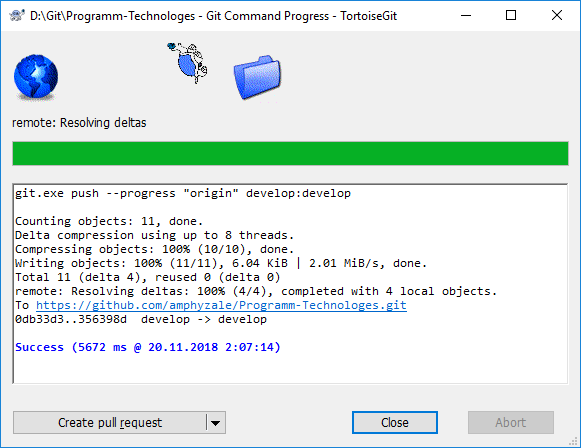 D:\Git\Programm-Technologes - Git Command Progress - TortoiseGit
remote: Resolving deltas
git.exe push --progress "origin" develop:develop
Counting objects: 11, done.
Delta compression using up to 8 threads.
Compressing objects: 100% (10/10), done.
Writing objects: 100% (11/11), 6.04 KiB | 2.01 MiB/s, done.
Total 11 (delta 4), reused 0 (delta 0)
remote: Resolving deltas: 100% (4/4), completed with 4 local objects.
To https://github.com/amphyzale/Programm-Technologes.git
0db33d3..356398d  develop -> develop
Success (5672 ms @ 20.11.2018 2:07:14)
Create pull request
Close
Abort